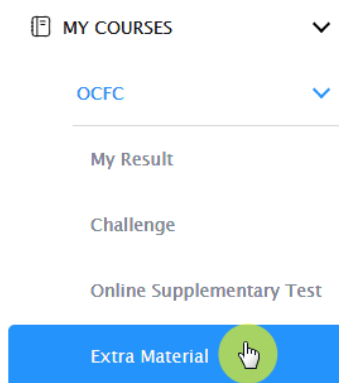 MY COURSES
OCFC
My Result
Challenge
Online Supplementary Test
Extra Material